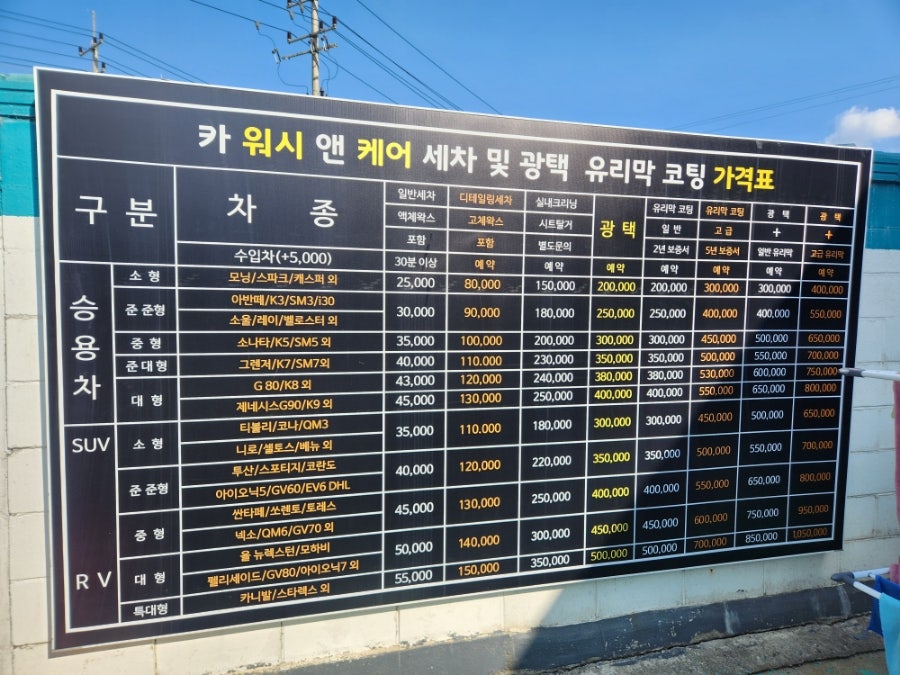 카 워시 앤 케어 세차 및 광택 유리막 코팅 가격표
구 분 차 종 일반세차 디테일링세차 실내크리닝 광 택 유리막 코팅 유리막 코팅 광 택 광 택
액체왁스 고체왁스 시트탈거 일 반 고 급 + +
포함 포함 별도문의 2년 보증서 5년 보증서 일반 유리막 고급 유리막
수입차(+5,000) 30분 이상 예 약 예 약 예 약 예 약 예 약 예 약 예 약
승용차 소 형 모닝/스파크/캐스퍼 외 25,000 80,000 150,000 200,000 200,000 300,000 300,000 400,000
준 준형 아반떼/K3/SM3/i30 30,000 90,000 180,000 250,000 250,000 400,000 400,000 550,000
소울/레이/벨로스터 외
중 형 소나타/K5/SM5 외 35,000 100,000 200,000 300,000 300,000 450,000 500,000 650,000
준 대 형 그랜져/K7/SM7외 40,000 110.000 230,000 350,000 350,000 500,000 550,000 700,000
대 형 G 80/K8 외 43,000 120,000 240,000 380,000 380,000 530,000 600,000 750,000
제네시스G90/K9 외 45,000 130,000 250,000 400,000 400,000 550,000 650,000 800,000
SUV 소 형 티볼리/코나/QM3 35,000 110.000 180,000 300,000 300,000 450,000 500,000 650,000
니로/셀토스/베뉴 외
준 준형 투산/스포티지/코란도 40,000 120,000 220,000 350,000 350,000 500,000 550,000 700,000
아이오닉5/GV60/EV6 DHL
중 형 싼타페/쏘렌토/토레스 45,000 130,000 250,000 400,000 400,000 550,000 650,000 800,000
넥소/QM6/GV70 외
R V 대 형 올 뉴렉스턴/모하비 50,000 140,000 300,000 450,000 450,000 600,000 750,000 950,000
펠리세이드/GV80/아이오닉7 외
특대형 카니발/스타렉스 외 55,000 150,000 350,000 500,000 500,000 700,000 850,000 1,050,000